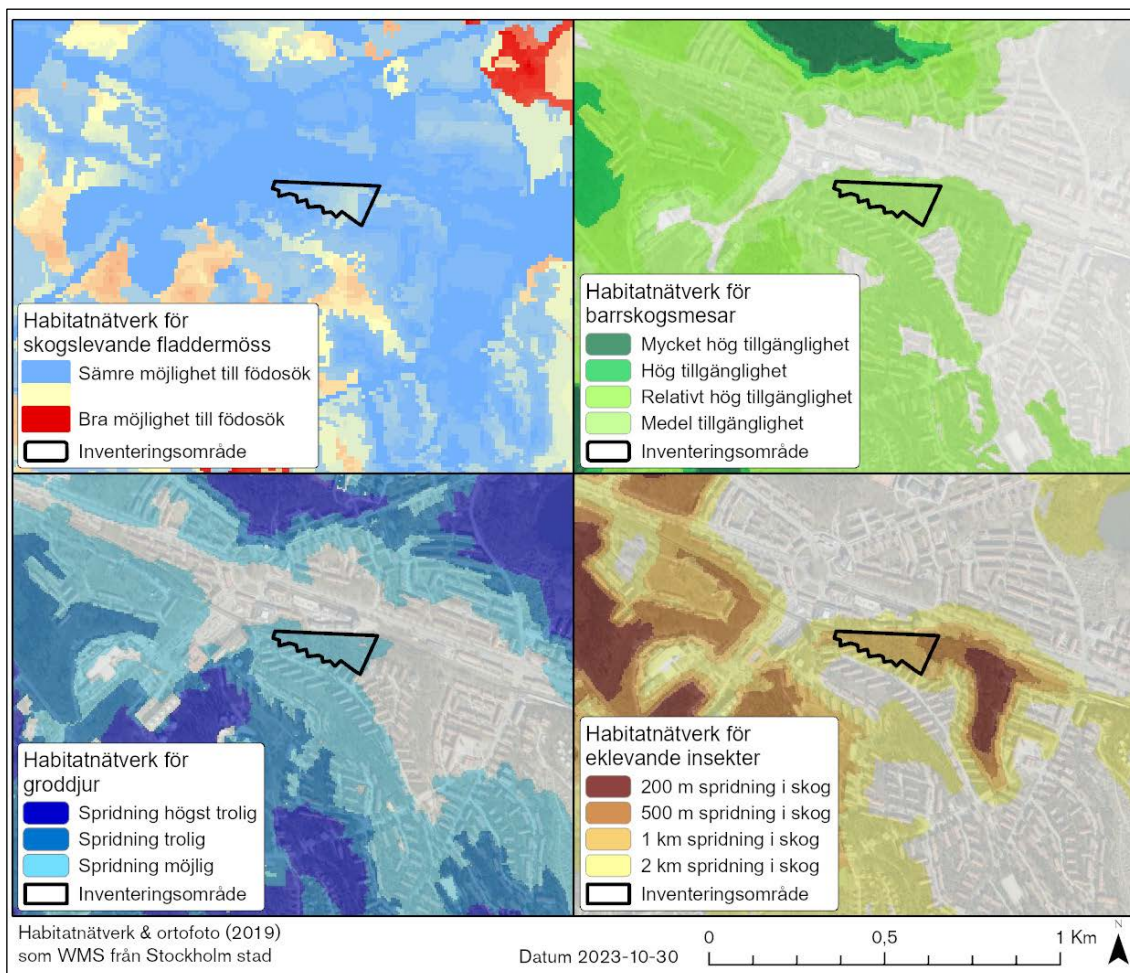 Habitatnätverk för
skogslevande fladdermöss
Sämre möjlighet till födosök
Bra möjlighet till födosök
Inventeringsområde
Habitatnätverk för
barrskogsmesar
Mycket hög tillgänglighet
Hög tillgänglighet
Relativt hög tillgänglighet
Medel tillgänglighet
Inventeringsområde
Habitatnätverk för
groddjur
Spridning högst trolig
Spridning trolig
Spridning möjlig
Inventeringsområde
Habitatnätverk för
eklevande insekter
200 m spridning i skog
500 m spridning i skog
1 km spridning i skog
2 km spridning i skog
Inventeringsområde
Habitatnätverk & ortofoto (2019)
som WMS från Stockholm stad
Datum 2023-10-30
0 0,5 1 Km
N